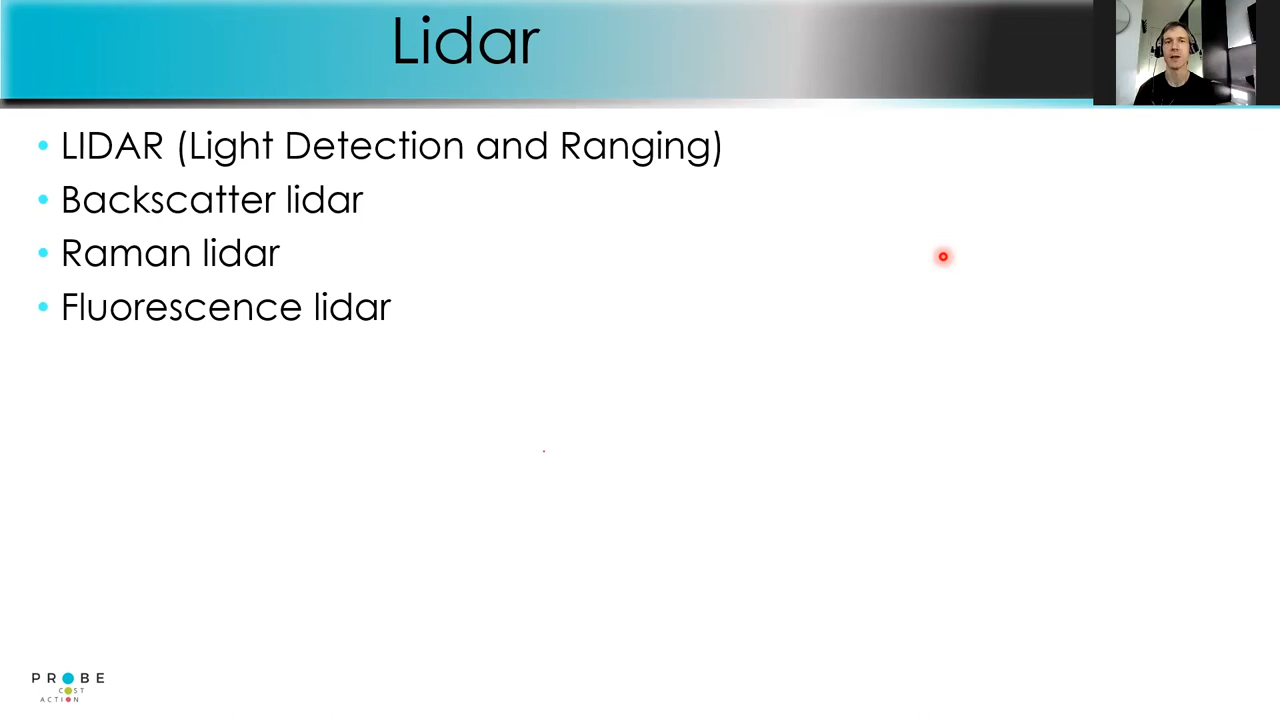 Lidar
• LIDAR (Light Detection and Ranging)
• Backscatter lidar
• Raman lidar
• Fluorescence lidar
PROBE
COST
ACTION